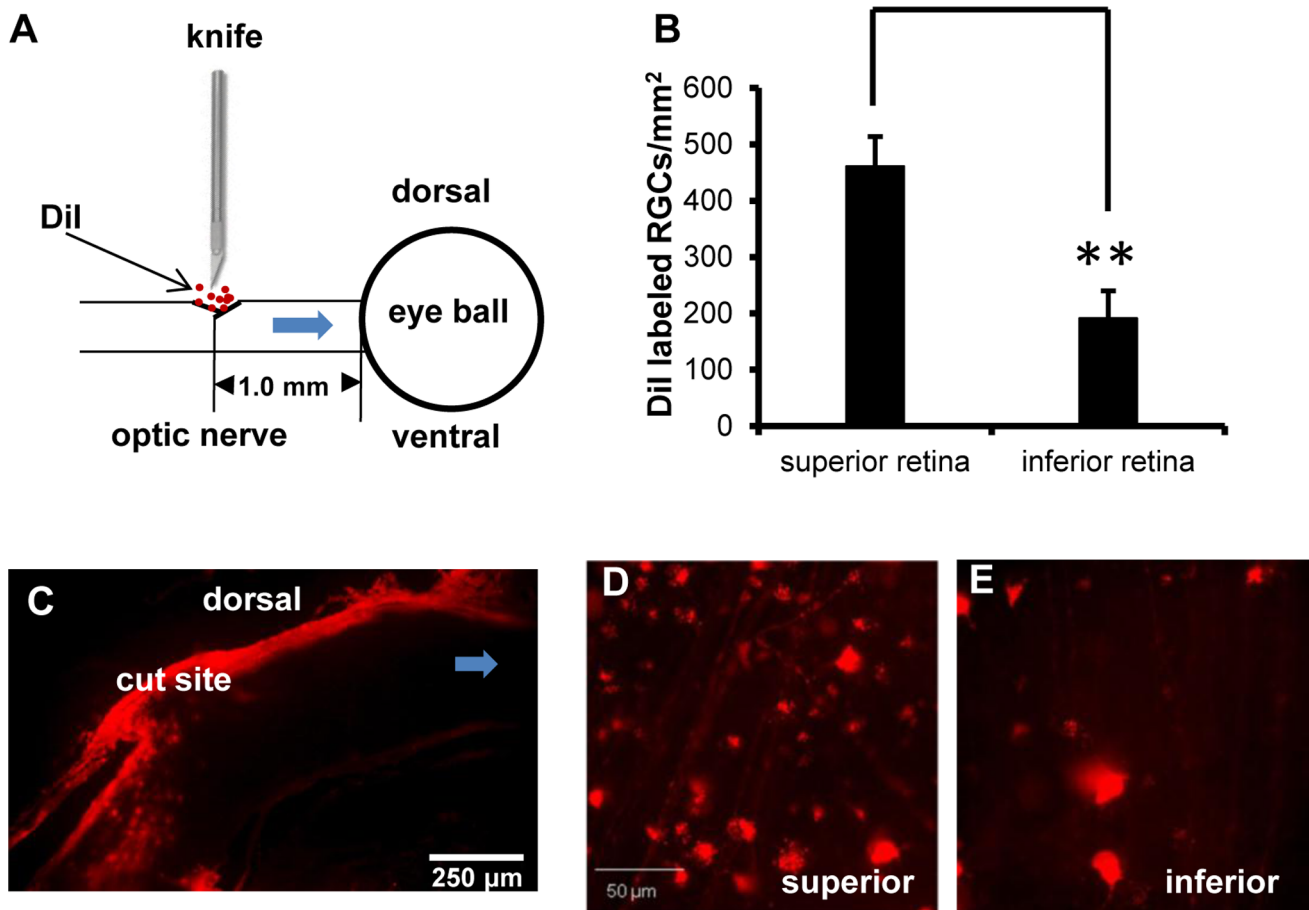 A
knife
DiI
dorsal
eye ball
1.0 mm
optic nerve
ventral
B
DiI labeled RGCs/mm²
600
500
400
300
200
100
0
**
superior retina
inferior retina
C
dorsal
cut site
250 µm
D
50 µm
superior
E
inferior